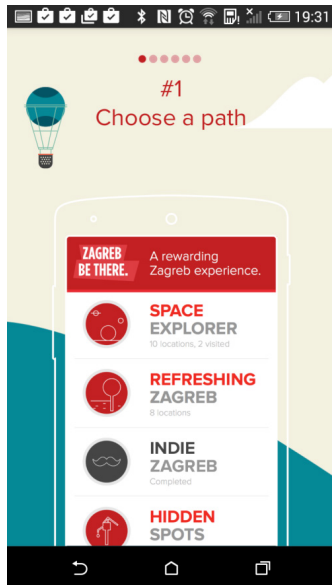 19:31
#1
Choose a path
ZAGREB
BE THERE.
A rewarding
Zagreb experience.
SPACE
EXPLORER
10 locations, 2 visited
REFRESHING
ZAGREB
8 locations
INDIE
ZAGREB
Completed
HIDDEN
SPOTS